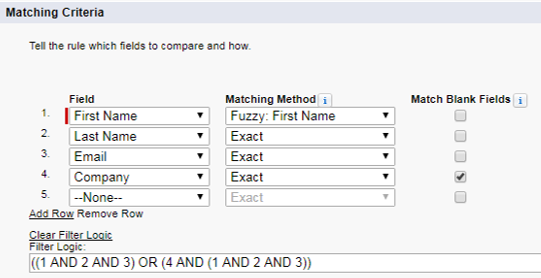 Matching Criteria
Tell the rule which fields to compare and how.
Field Matching Method i Match Blank Fields i
1. First Name Fuzzy: First Name
2. Last Name Exact
3. Email Exact
4. Company Exact
5. --None-- Exact
Add Row Remove Row
Clear Filter Logic
Filter Logic:
((1 AND 2 AND 3) OR (4 AND (1 AND 2 AND 3))